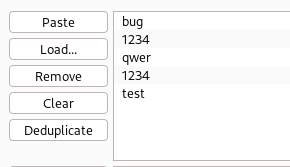 Paste
Load...
Remove
Clear
Deduplicate
bug
1234
qwer
1234
test